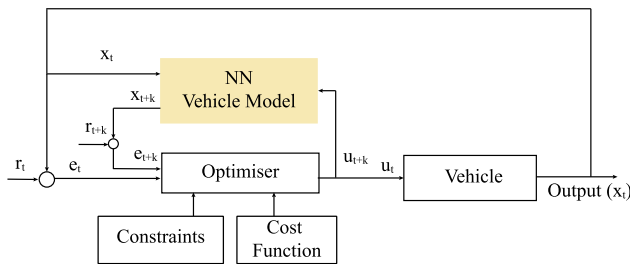 xₜ
NN
Vehicle Model
xₜ₊ₖ
rₜ₊ₖ
rₜ
eₜ
eₜ₊ₖ
Optimiser
uₜ₊ₖ
uₜ
Vehicle
Output (xₜ)
Constraints
Cost
Function